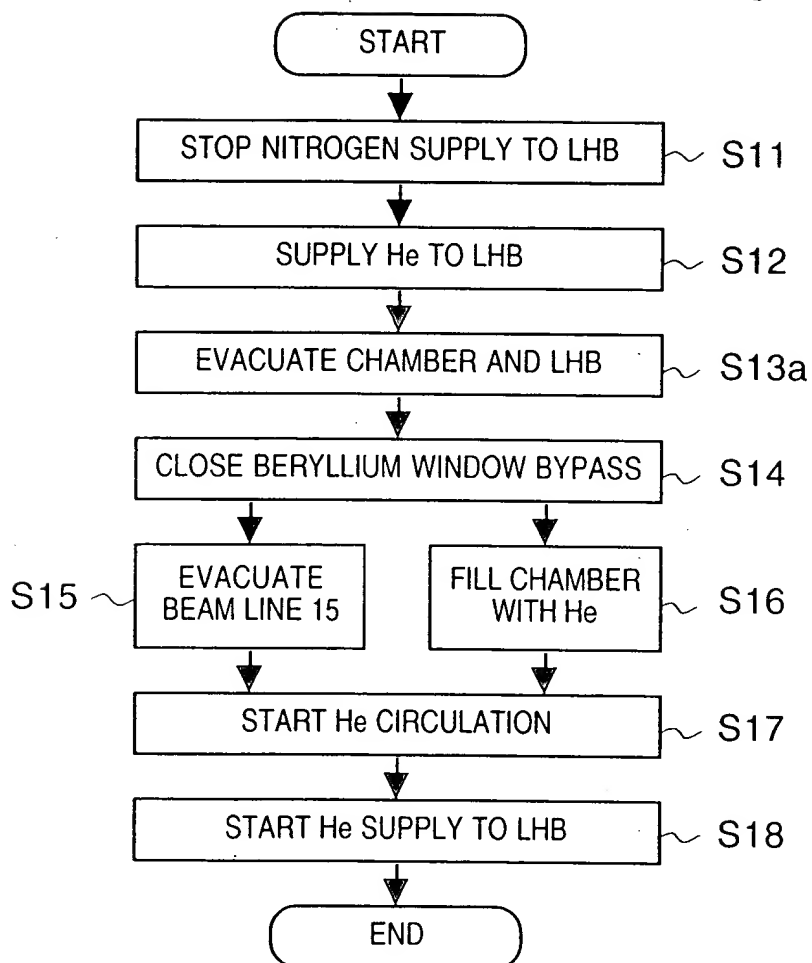 START
STOP NITROGEN SUPPLY TO LHB
S11
SUPPLY He TO LHB
S12
EVACUATE CHAMBER AND LHB
S13a
CLOSE BERYLLIUM WINDOW BYPASS
S14
S15
EVACUATE
BEAM LINE 15
FILL CHAMBER
WITH He
S16
START He CIRCULATION
S17
START He SUPPLY TO LHB
S18
END